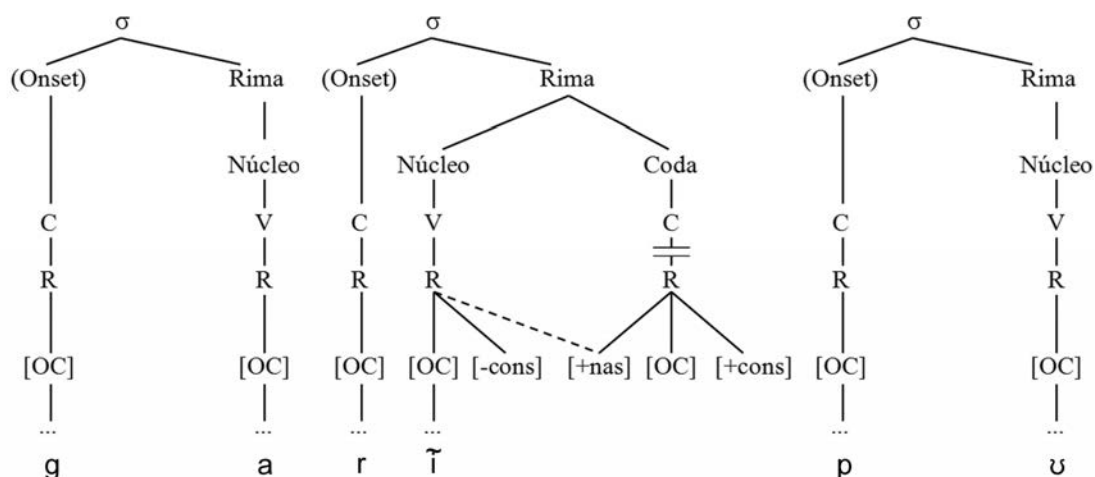 σ σ σ
(Onset) Rima (Onset) Rima (Onset) Rima
Núcleo Núcleo Coda Núcleo
C V C V C C V
R R R R R R R
[OC] [OC] [OC] [OC] [-cons] [+nas] [OC] [+cons] [OC] [OC]
... ... ... ... ... ...
g a r ĩ p ʊ